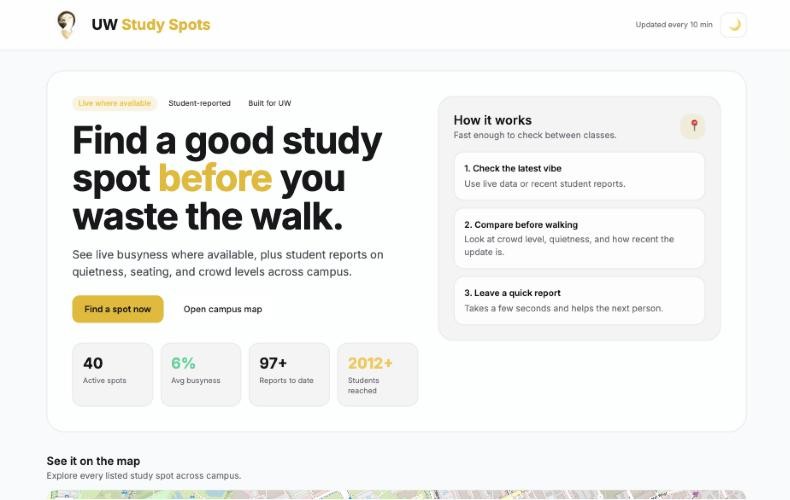 UW Study Spots
Updated every 10 min
Live where available
Student-reported
Built for UW
Find a good study
spot before you
waste the walk.
See live busyness where available, plus student reports on
quietness, seating, and crowd levels across campus.
Find a spot now
Open campus map
40
Active spots
6%
Avg busyness
97+
Reports to date
2012+
Students
reached
How it works
Fast enough to check between classes.
1. Check the latest vibe
Use live data or recent student reports.
2. Compare before walking
Look at crowd level, quietness, and how recent the
update is.
3. Leave a quick report
Takes a few seconds and helps the next person.
See it on the map
Explore every listed study spot across campus.